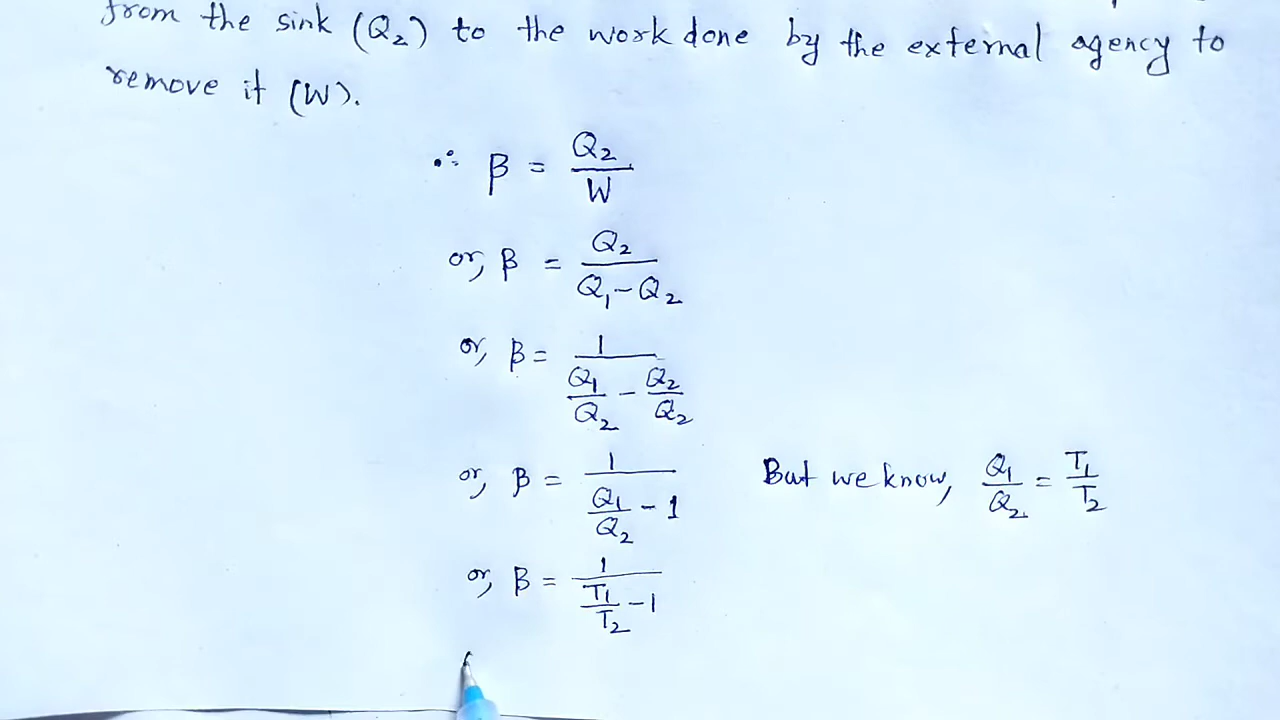 from the sink (Q₂) to the work done by the external agency to
remove it (W).
∴ β = Q₂/W
or, β = Q₂/(Q₁ - Q₂)
or, β = 1/(Q₁/Q₂ - Q₂/Q₂)
or, β = 1/(Q₁/Q₂ - 1) But we know, Q₁/Q₂ = T₁/T₂
or, β = 1/(T₁/T₂ - 1)